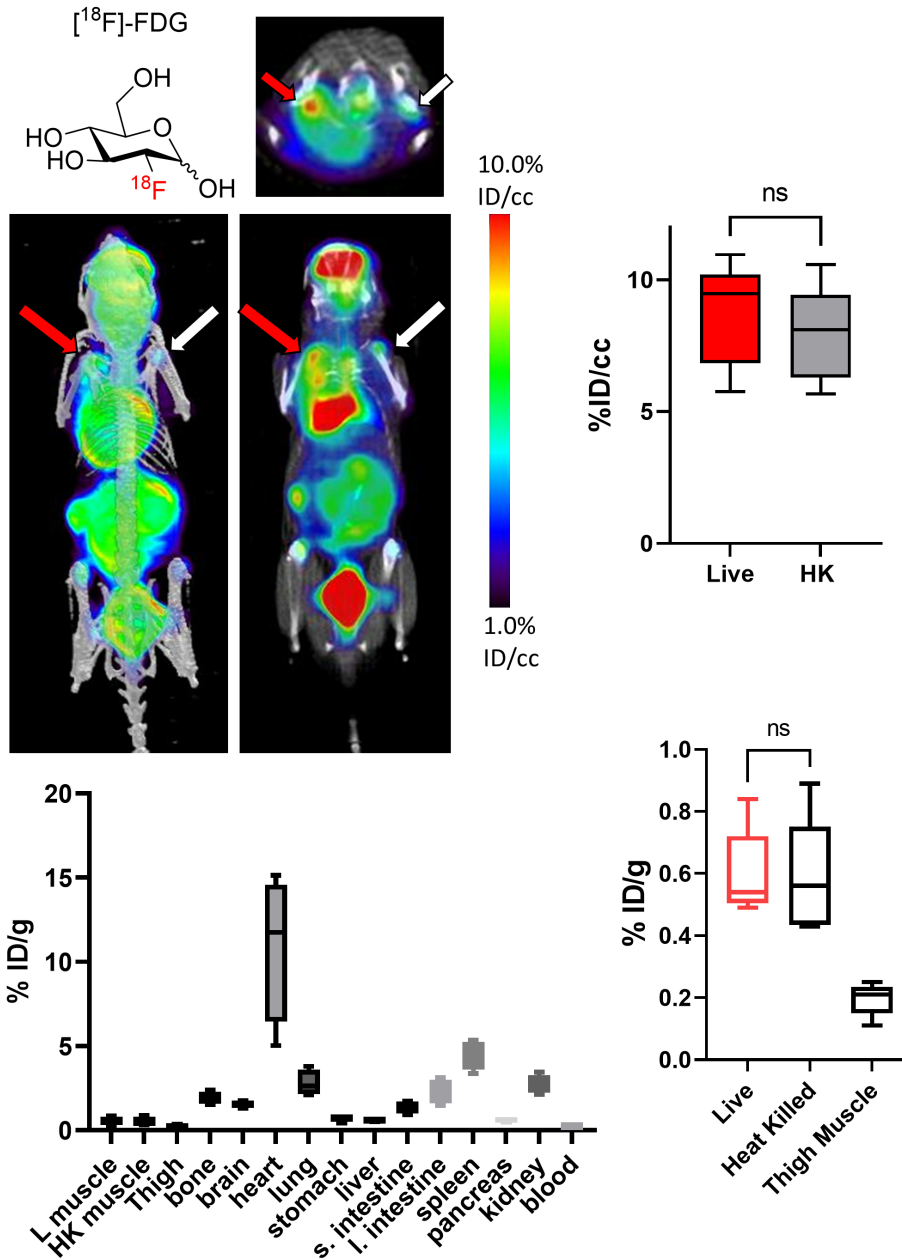 [¹⁸F]-FDG
OH
HO
O
HO
¹⁸F
OH
10.0%
ID/cc
1.0%
ID/cc
ns
%ID/cc
10
5
0
Live
HK
20
15
10
5
0
% ID/g
L muscle
HK muscle
Thigh
bone
brain
heart
lung
stomach
liver
s. intestine
l. intestine
spleen
pancreas
kidney
blood
ns
% ID/g
1.0
0.8
0.6
0.4
0.2
0.0
Live
Heat Killed
Thigh Muscle